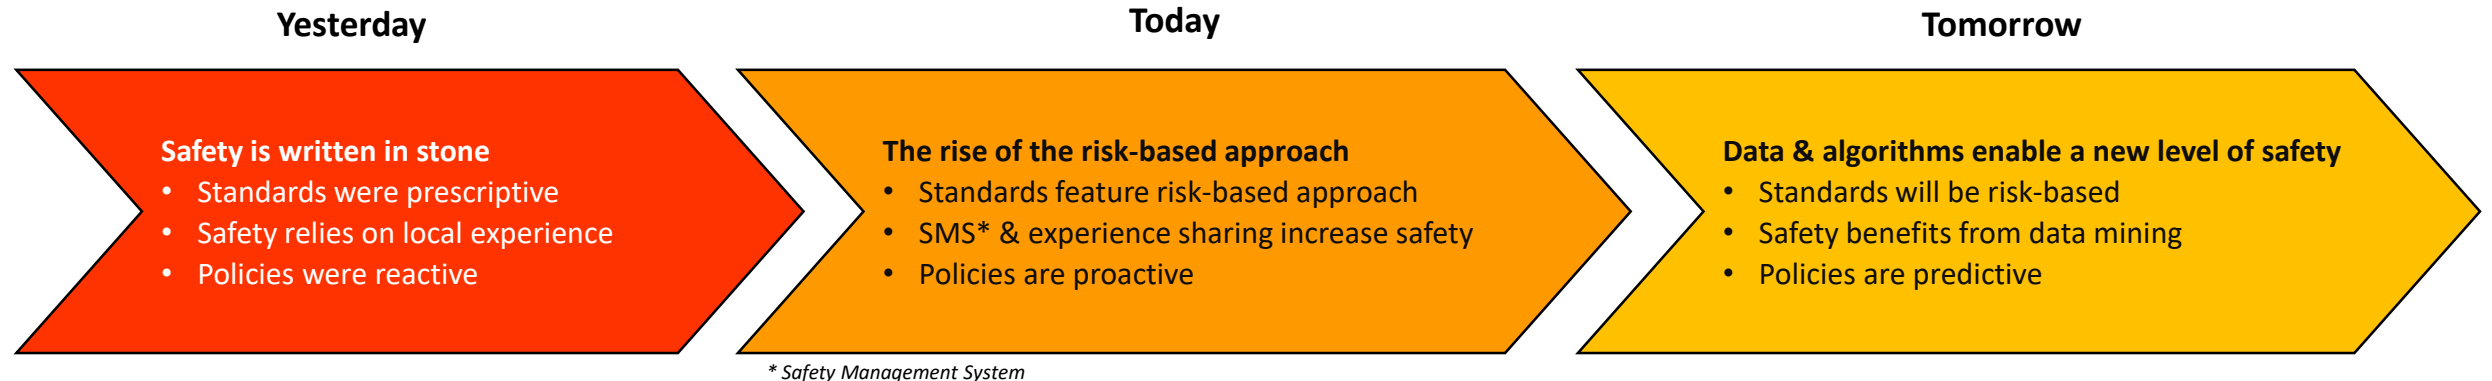 Yesterday
Today
Tomorrow
Safety is written in stone
• Standards were prescriptive
• Safety relies on local experience
• Policies were reactive
The rise of the risk-based approach
• Standards feature risk-based approach
• SMS* & experience sharing increase safety
• Policies are proactive
Data & algorithms enable a new level of safety
• Standards will be risk-based
• Safety benefits from data mining
• Policies are predictive
* Safety Management System